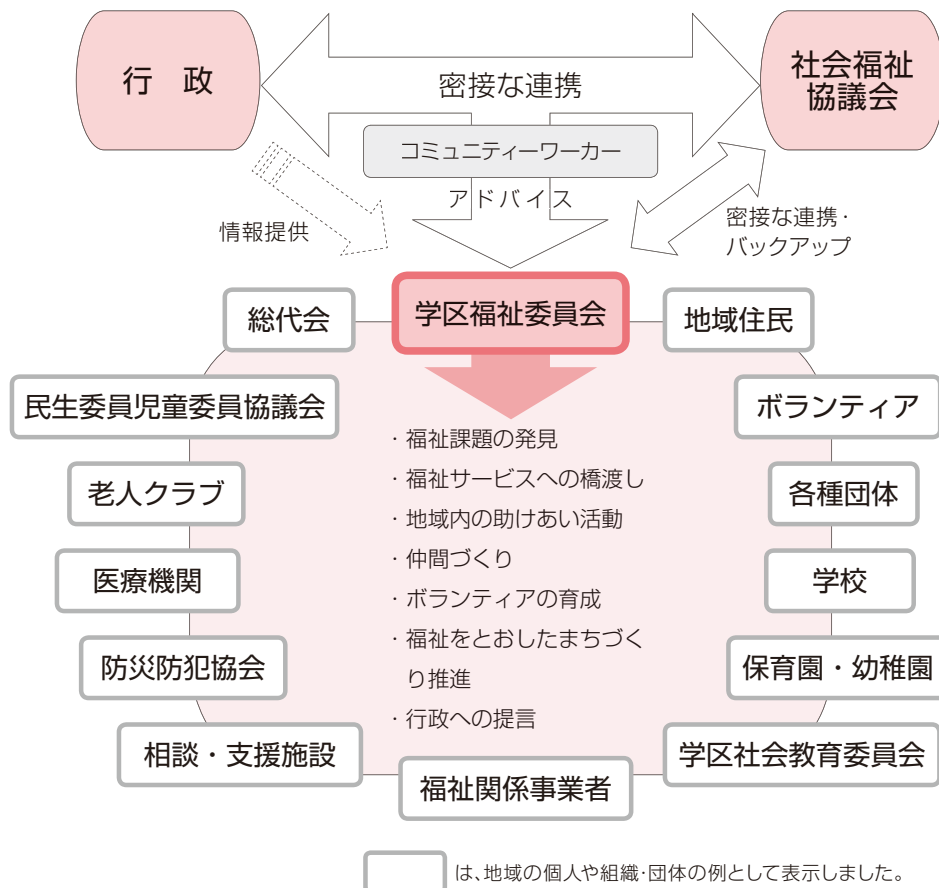 行　政
密接な連携
社会福祉
協議会
コミュニティーワーカー
アドバイス
情報提供
密接な連携・
バックアップ
学区福祉委員会
総代会
地域住民
民生委員児童委員協議会
ボランティア
老人クラブ
各種団体
医療機関
学校
防災防犯協会
保育園・幼稚園
相談・支援施設
学区社会教育委員会
福祉関係事業者
・福祉課題の発見
・福祉サービスへの橋渡し
・地域内の助けあい活動
・仲間づくり
・ボランティアの育成
・福祉をとおしたまちづく
り推進
・行政への提言
は、地域の個人や組織・団体の例として表示しました。